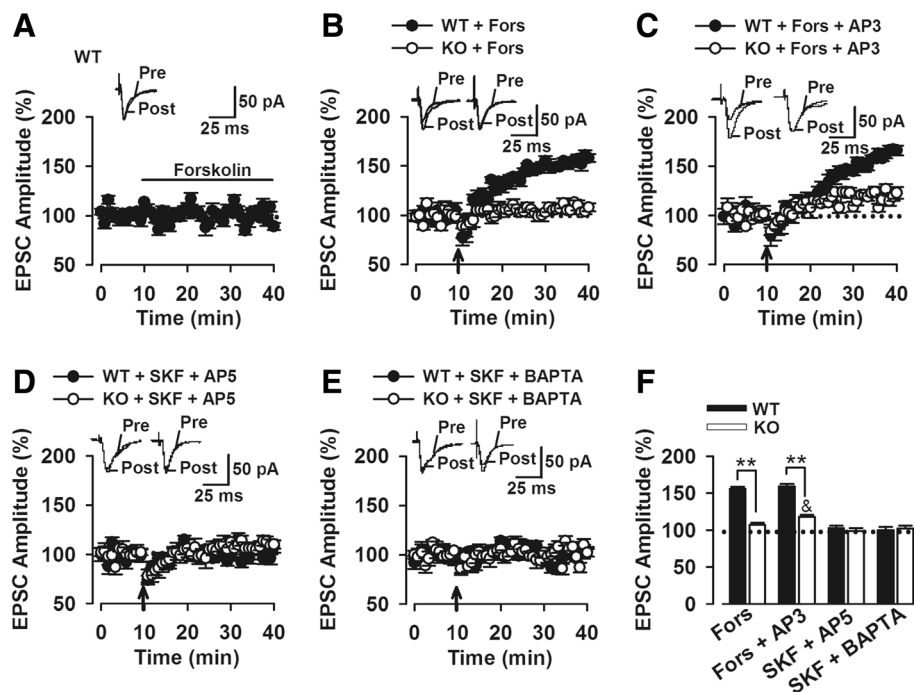 A
WT
Pre
Post
50 pA
25 ms
EPSC Amplitude (%)
200
150
100
50
Forskolin
0 10 20 30 40
Time (min)
B
WT + Fors
KO + Fors
Pre Pre
Post Post
50 pA
25 ms
EPSC Amplitude (%)
200
150
100
50
0 10 20 30 40
Time (min)
C
WT + Fors + AP3
KO + Fors + AP3
Pre Pre
Post Post
50 pA
25 ms
EPSC Amplitude (%)
200
150
100
50
0 10 20 30 40
Time (min)
D
WT + SKF + AP5
KO + SKF + AP5
Pre Pre
Post Post
50 pA
25 ms
EPSC Amplitude (%)
200
150
100
50
0 10 20 30 40
Time (min)
E
WT + SKF + BAPTA
KO + SKF + BAPTA
Pre Pre
Post Post
50 pA
25 ms
EPSC Amplitude (%)
200
150
100
50
0 10 20 30 40
Time (min)
F
WT
KO
EPSC Amplitude (%)
200
150
100
50
0
** **
&
Fors
Fors + AP3
SKF + AP5
SKF + BAPTA